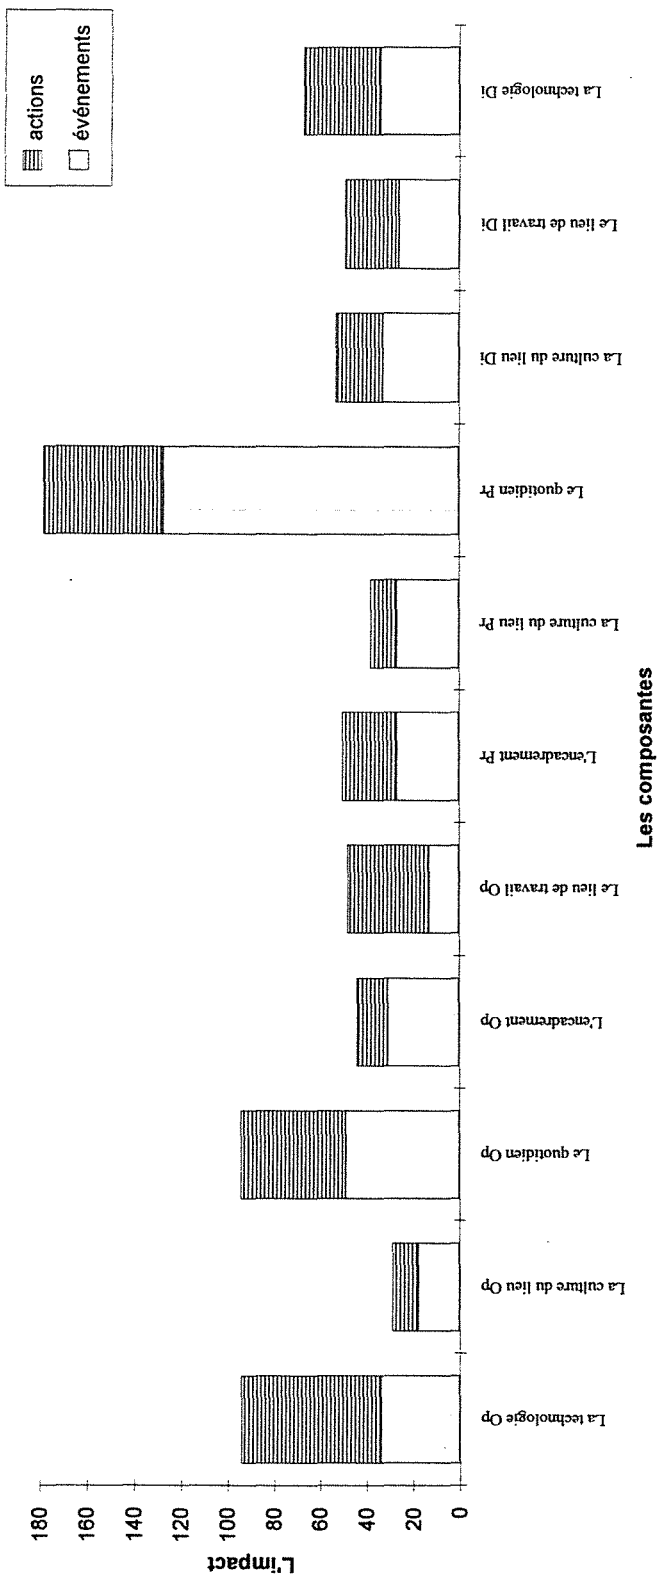 actions
événements
L'impact
180
160
140
120
100
80
60
40
20
0
La technologie Op
La culture du lieu Op
Le quotidien Op
L'encadrement Op
Le lieu de travail Op
L'encadrement Pr
La culture du lieu Pr
Le quotidien Pr
La culture du lieu Di
Le lieu de travail Di
La technologie Di
Les composantes